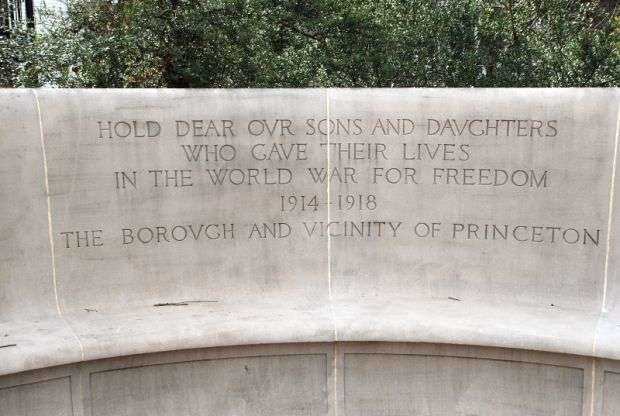 HOLD DEAR OVR SONS AND DAVGHTERS
WHO GAVE THEIR LIVES
IN THE WORLD WAR FOR FREEDOM
1914-1918
THE BOROVGH AND VICINITY OF PRINCETON